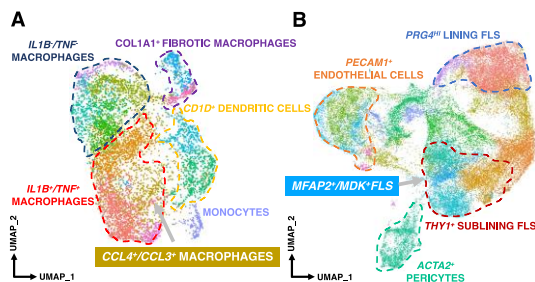 A
IL1B⁻/TNF⁻
MACROPHAGES
COL1A1⁺ FIBROTIC MACROPHAGES
CD1D⁺ DENDRITIC CELLS
IL1B⁺/TNF⁺
MACROPHAGES
MONOCYTES
CCL4⁺/CCL3⁺ MACROPHAGES
UMAP_2
UMAP_1
B
PRG4ᴴᴵ LINING FLS
PECAM1⁺
ENDOTHELIAL CELLS
MFAP2⁺/MDK⁺FLS
THY1⁺ SUBLINING FLS
ACTA2⁺
PERICYTES
UMAP_2
UMAP_1